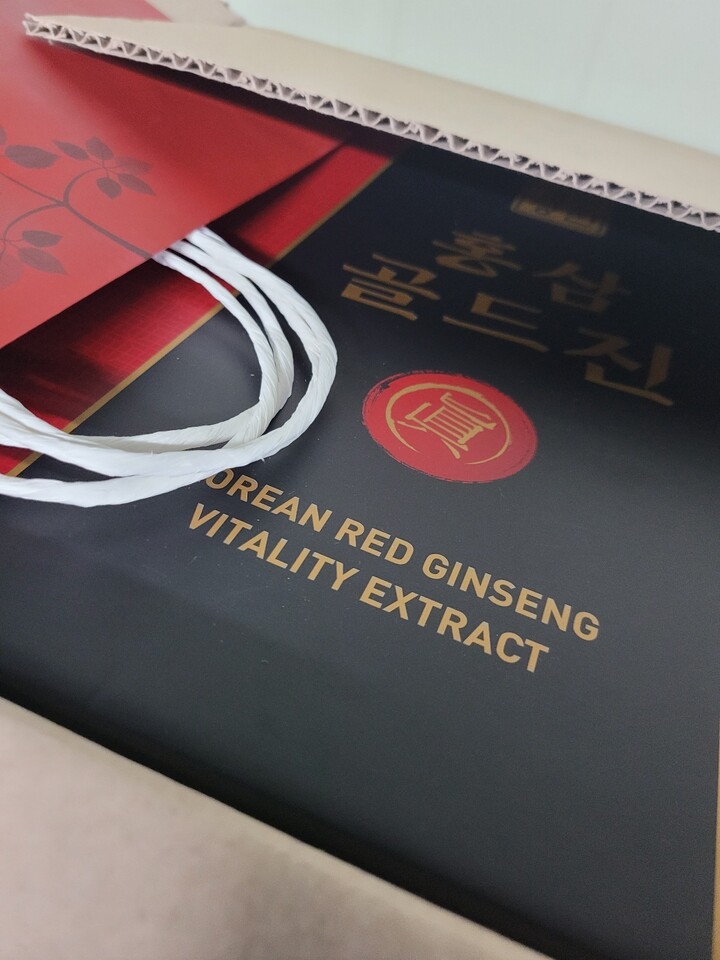 홍삼
골드진
OREAN RED GINSENG
VITALITY EXTRACT